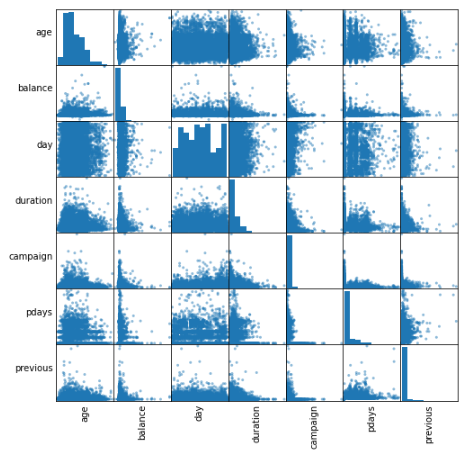 age
balance
day
duration
campaign
pdays
previous
age
balance
day
duration
campaign
pdays
previous